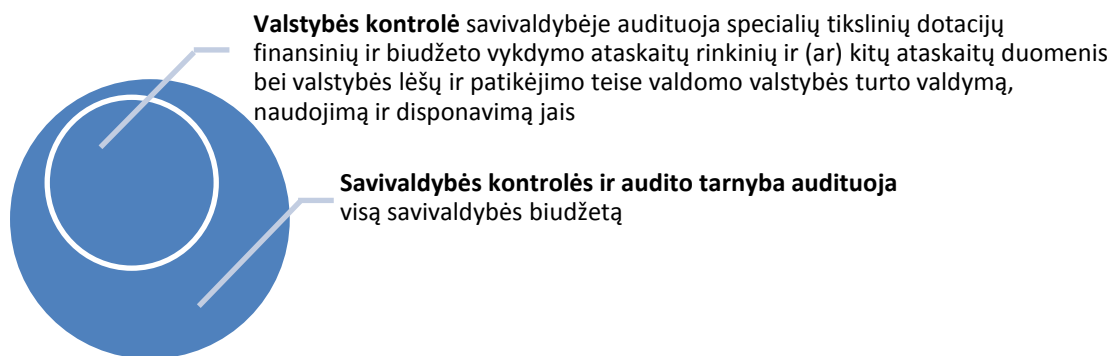 Valstybės kontrolė savivaldybėje audituoja specialių tikslinių dotacijų
finansinių ir biudžeto vykdymo ataskaitų rinkinių ir (ar) kitų ataskaitų duomenis
bei valstybės lėšų ir patikėjimo teise valdomo valstybės turto valdymą,
naudojimą ir disponavimą jais
Savivaldybės kontrolės ir audito tarnyba audituoja
visą savivaldybės biudžetą